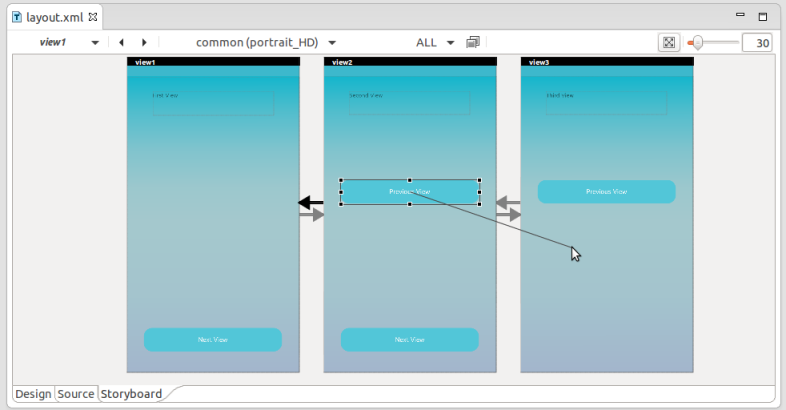 layout.xml
view1
common (portrait_HD)
ALL
30
view1
view2
view3
First View
Second View
Third View
Previous View
Previous View
Next View
Next View
Design
Source
Storyboard